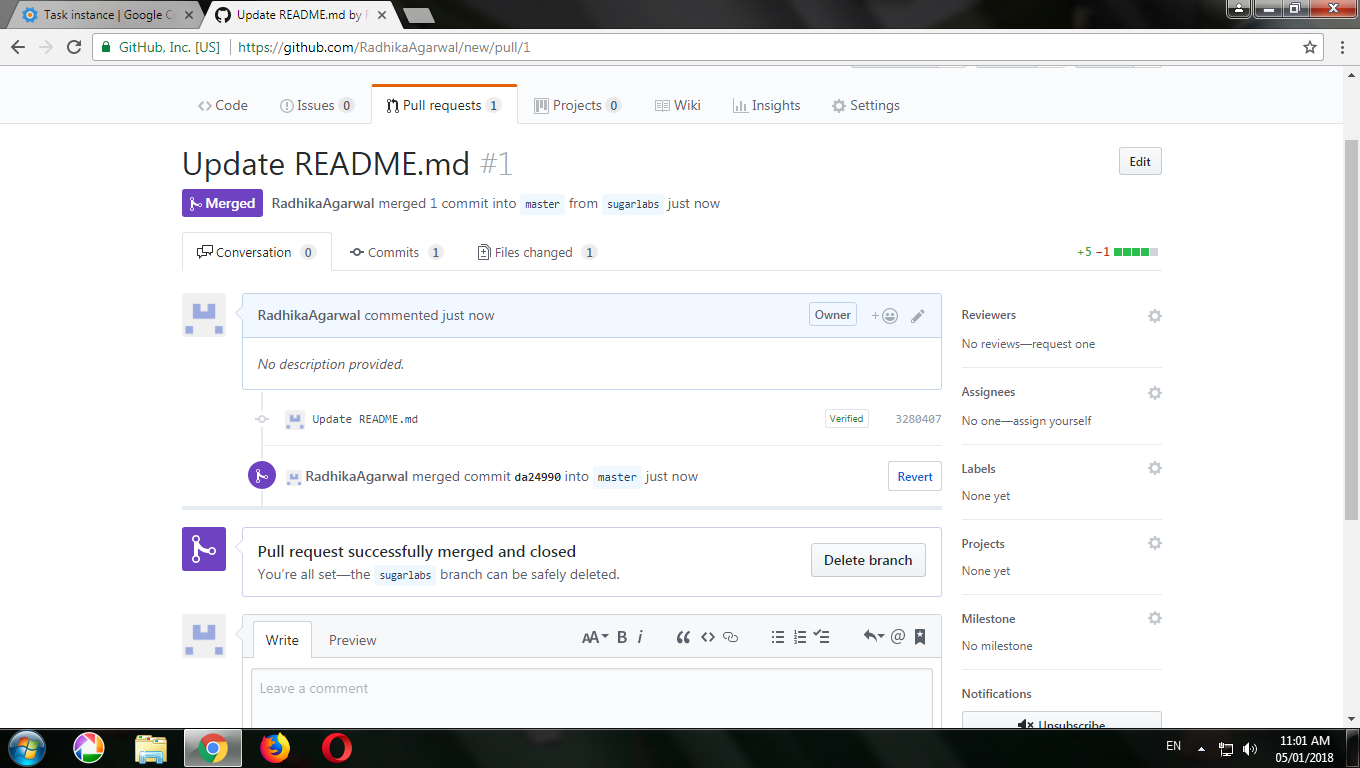 Task instance | Google Co
Update README.md by R
GitHub, Inc. [US]
https://github.com/RadhikaAgarwal/new/pull/1
Code
Issues 0
Pull requests 1
Projects 0
Wiki
Insights
Settings
Update README.md #1
Edit
Merged
RadhikaAgarwal merged 1 commit into master from sugarlabs just now
Conversation 0
Commits 1
Files changed 1
+5 −1
RadhikaAgarwal commented just now
Owner
No description provided.
Update README.md
Verified
3280407
RadhikaAgarwal merged commit da24990 into master just now
Revert
Pull request successfully merged and closed
You’re all set—the sugarlabs branch can be safely deleted.
Delete branch
Write
Preview
AA B i
@
Leave a comment
Reviewers
No reviews—request one
Assignees
No one—assign yourself
Labels
None yet
Projects
None yet
Milestone
No milestone
Notifications
Unsubscribe
EN
11:01 AM
05/01/2018